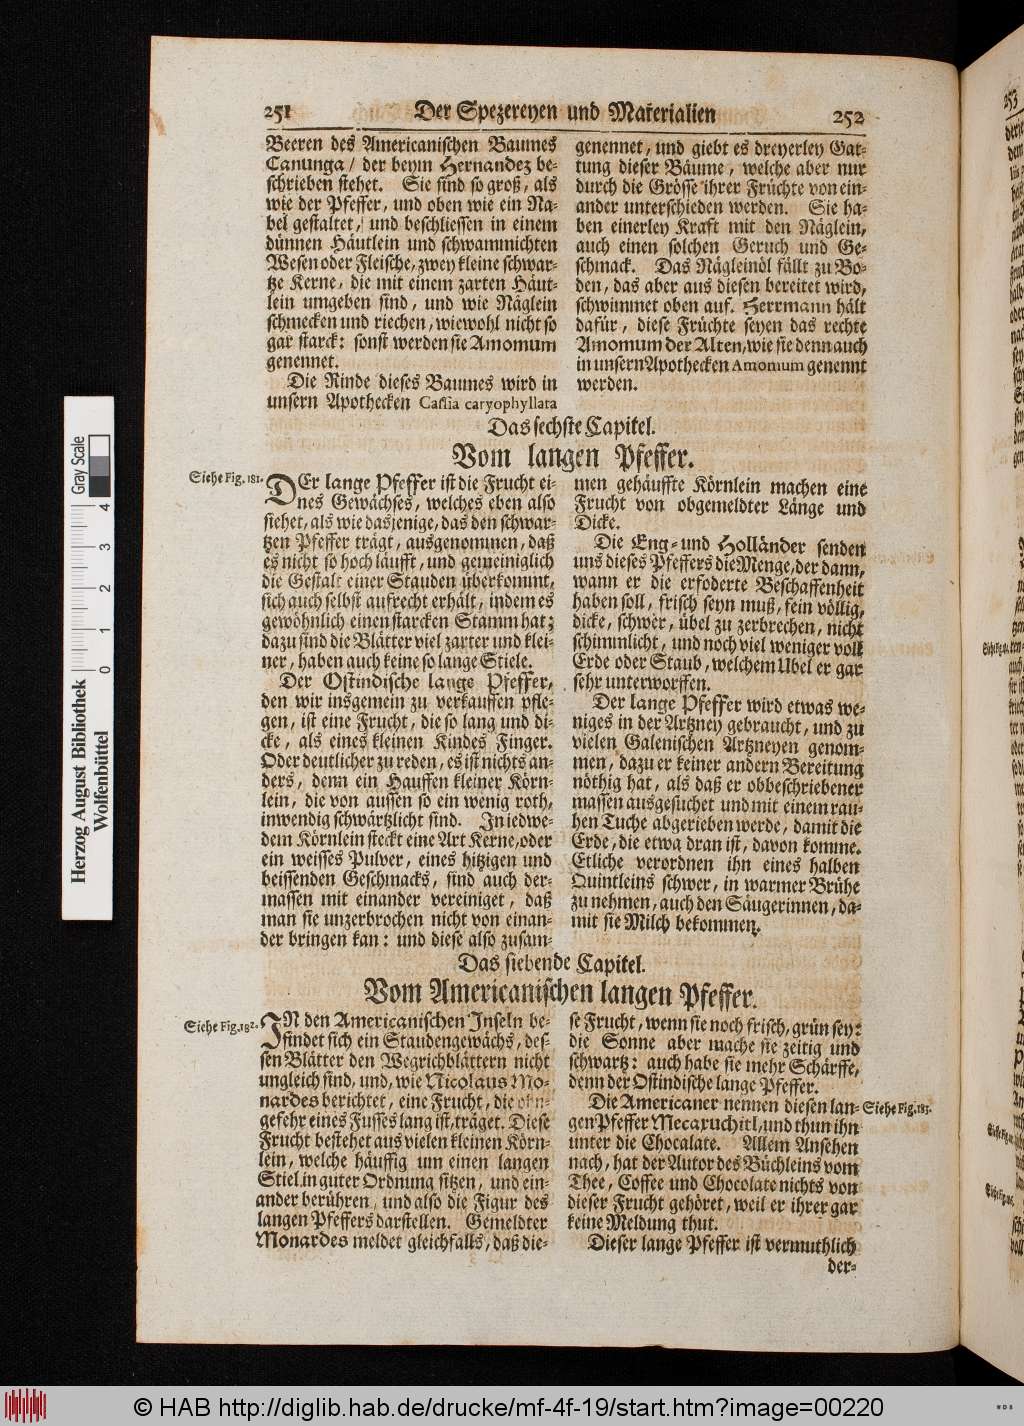 251 Der Spezereyen und Materialien 252
Beeren des Americanischen Baumes
Canunga / der beym Hernandez be-
schrieben stehet. Sie sind so groß, als
wie der Pfeffer, und oben wie ein Na-
bel gestaltet, und beschliessen in einem
dünnen Häutlein und schwammichten
Wesen oder Fleische, zwey kleine schwar-
tze Kerne, die mit einem zarten Häut-
lein umgeben sind, und wie Näglein
schmecken und riechen, wiewohl nicht so
gar starck: sonst werden sie Amomum
genennet.
Die Rinde dieses Baumes wird in
unsern Apothecken Cassia caryophyllata
genennet, und giebt es dreyerley Gat-
tung dieser Bäume, welche aber nur
durch die Grösse ihrer Früchte von ein-
ander unterschieden werden. Sie ha-
ben einerley Kraft mit den Näglein,
auch einen solchen Geruch und Ge-
schmack. Das Nägleinöl fällt zu Bo-
den, das aber aus diesen bereitet wird,
schwimmet oben auf. Herrmann hält
dafür, diese Früchte seyen das rechte
Amomum der Alten, wie sie denn auch
in unsern Apothecken Amomum genennt
werden.
Das sechste Capitel.
Vom langen Pfeffer.
Siehe Fig. 181.
DEr lange Pfeffer ist die Frucht ei-
nes Gewächses, welches eben also
siehet, als wie dasjenige, das den schwar-
tzen Pfeffer trägt, ausgenommen, daß
es nicht so hoch läufft, und gemeiniglich
die Gestalt einer Stauden überkommt,
sich auch selbst aufrecht erhält, indem es
gewöhnlich einen starcken Stamm hat;
dazu sind die Blätter viel zarter und klei-
ner, haben auch keine so lange Stiele.
Der Ostindische lange Pfeffer,
den wir insgemein zu verkauffen pfle-
gen, ist eine Frucht, die so lang und di-
cke, als eines kleinen Kindes Finger.
Oder deutlicher zu reden, es ist nichts an-
ders, denn ein Hauffen kleiner Körn-
lein, die von aussen so ein wenig roth,
inwendig schwärtzlicht sind. In iedwe-
dem Körnlein steckt eine Art Kerne, oder
ein weisses Pulver, eines hitzigen und
beissenden Geschmacks, sind auch der-
massen mit einander vereiniget, daß
man sie unzerbrochen nicht von einan-
der bringen kan: und diese also zusam-
men gehäuffte Körnlein machen eine
Frucht von obgemeldter Länge und
Dicke.
Die Eng- und Holländer senden
uns dieses Pfeffers die Menge, der dann,
wann er die erfoderte Beschaffenheit
haben soll, frisch seyn muß, fein völlig,
dicke, schwer, übel zu zerbrechen, nicht
schimmlicht, und noch viel weniger voll
Erde oder Staub, welchem Ubel er gar
sehr unterworffen.
Der lange Pfeffer wird etwas we-
niges in der Artzney gebraucht, und zu
vielen Galenischen Artzneyen genom-
men, dazu er keiner andern Bereitung
nöthig hat, als daß er obbeschriebener
massen ausgesuchet und mit einem rau-
hen Tuche abgerieben werde, damit die
Erde, die etwa dran ist, davon komme.
Etliche verordnen ihn eines halben
Quintleins schwer, in warmer Brühe
zu nehmen, auch den Säugerinnen, da-
mit sie Milch bekommen.
Das siebende Capitel.
Vom Americanischen langen Pfeffer.
Siehe Fig. 182.
IN den Americanischen Inseln be-
findet sich ein Staudengewächs, des-
sen Blätter den Wegrichblättern nicht
ungleich sind, und, wie Nicolaus Mo-
nardes berichtet, eine Frucht, die ohn-
gefehr eines Fusses lang ist, träget. Diese
Frucht bestehet aus vielen kleinen Körn-
lein, welche häuffig um einen langen
Stiel in guter Ordnung sitzen, und ein-
ander berühren, und also die Figur des
langen Pfeffers darstellen. Gemeldter
Monardes meldet gleichfalls, daß die-
se Frucht, wenn sie noch frisch, grün sey:
die Sonne aber mache sie zeitig und
schwartz: auch habe sie mehr Schärffe,
denn der Ostindische lange Pfeffer.
Die Americaner nennen diesen lan-
Siehe Fig. 183.
gen Pfeffer Mecaxuchitl, und thun ihn
unter die Chocalate. Allem Ansehen
nach, hat der Autor des Büchleins vom
Thee, Coffee und Chocolate nichts von
dieser Frucht gehöret, weil er ihrer gar
keine Meldung thut.
Dieser lange Pfeffer ist vermuthlich
der-
Herzog August Bibliothek
Wolfenbüttel
Gray Scale
0 1 2 3 4
253
© HAB http://diglib.hab.de/drucke/mf-4f-19/start.htm?image=00220